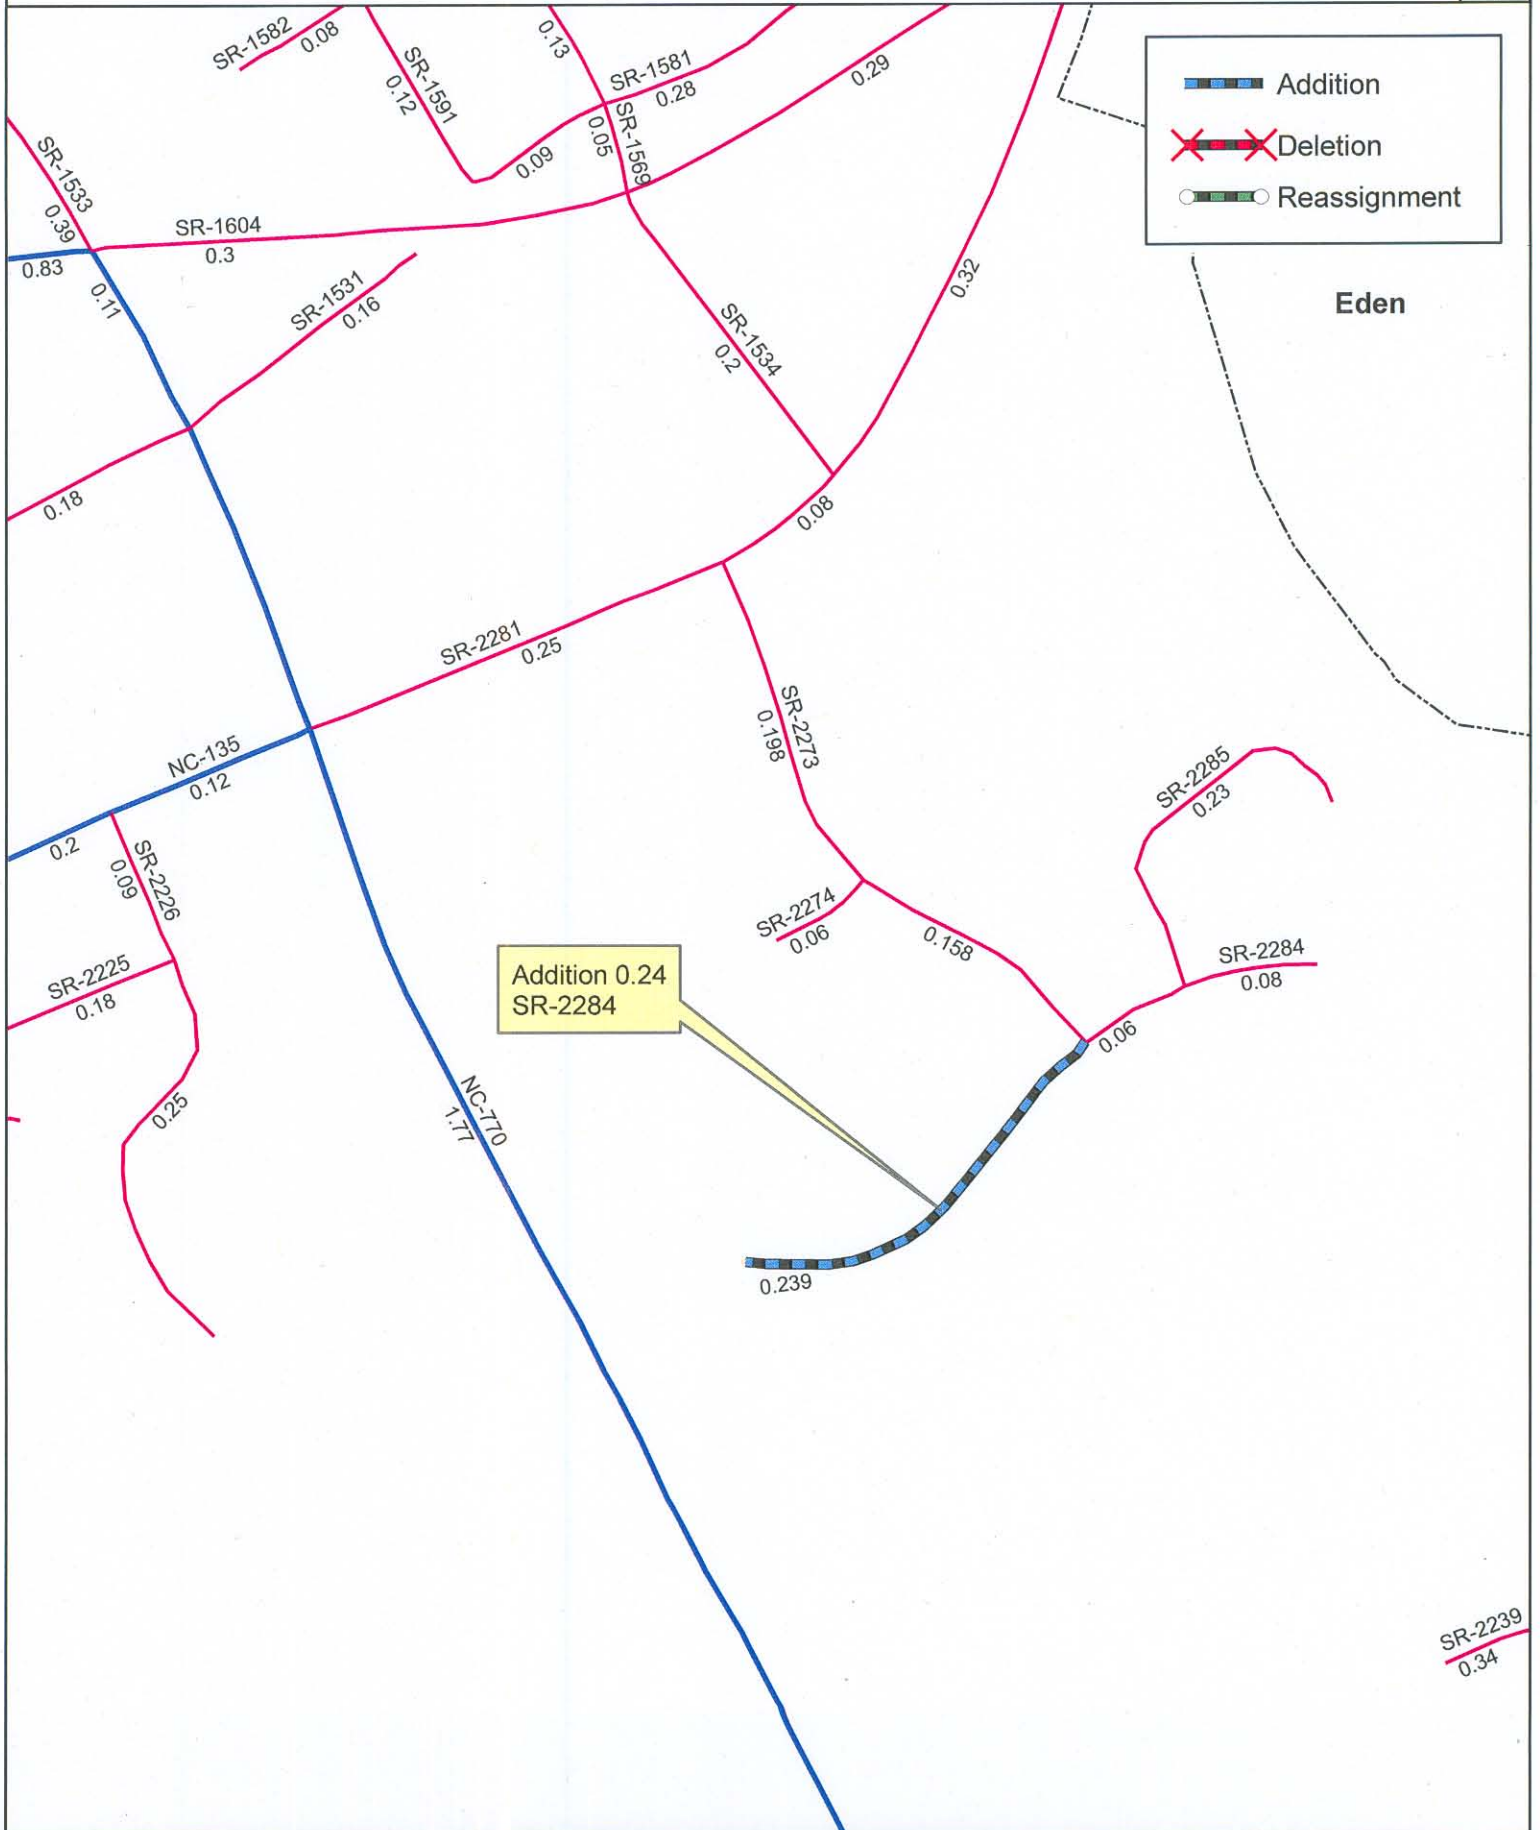 SR-1582
0.08
SR-1591
0.12
0.13
SR-1581
0.28
0.29
0.09
0.05
SR-1569
Addition
Deletion
Reassignment
SR-1533
0.39
SR-1604
0.3
0.83
0.11
SR-1531
0.16
0.32
Eden
SR-1534
0.2
0.18
0.08
SR-2281
0.25
SR-2273
0.198
NC-135
0.12
0.2
SR-2285
0.23
SR-2226
0.09
SR-2274
0.06
0.158
SR-2284
0.08
SR-2225
0.18
Addition 0.24
SR-2284
0.06
0.25
NC-770
1.77
0.239
SR-2239
0.34